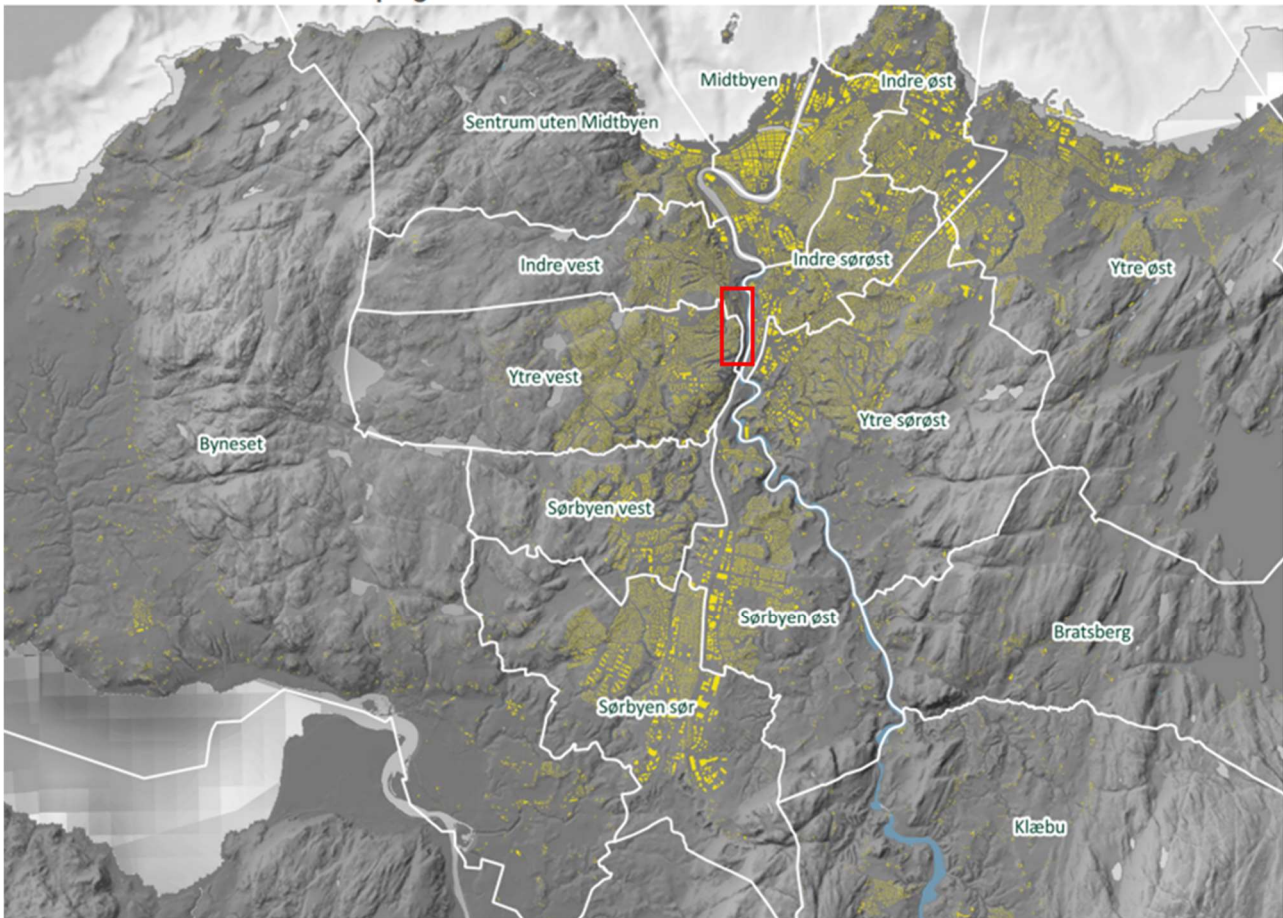 Midtbyen
Indre øst
Sentrum uten Midtbyen
Indre vest
Indre sørøst
Ytre øst
Ytre vest
Ytre sørøst
Byneset
Sørbyen vest
Sørbyen øst
Bratsberg
Sørbyen sør
Klæbu